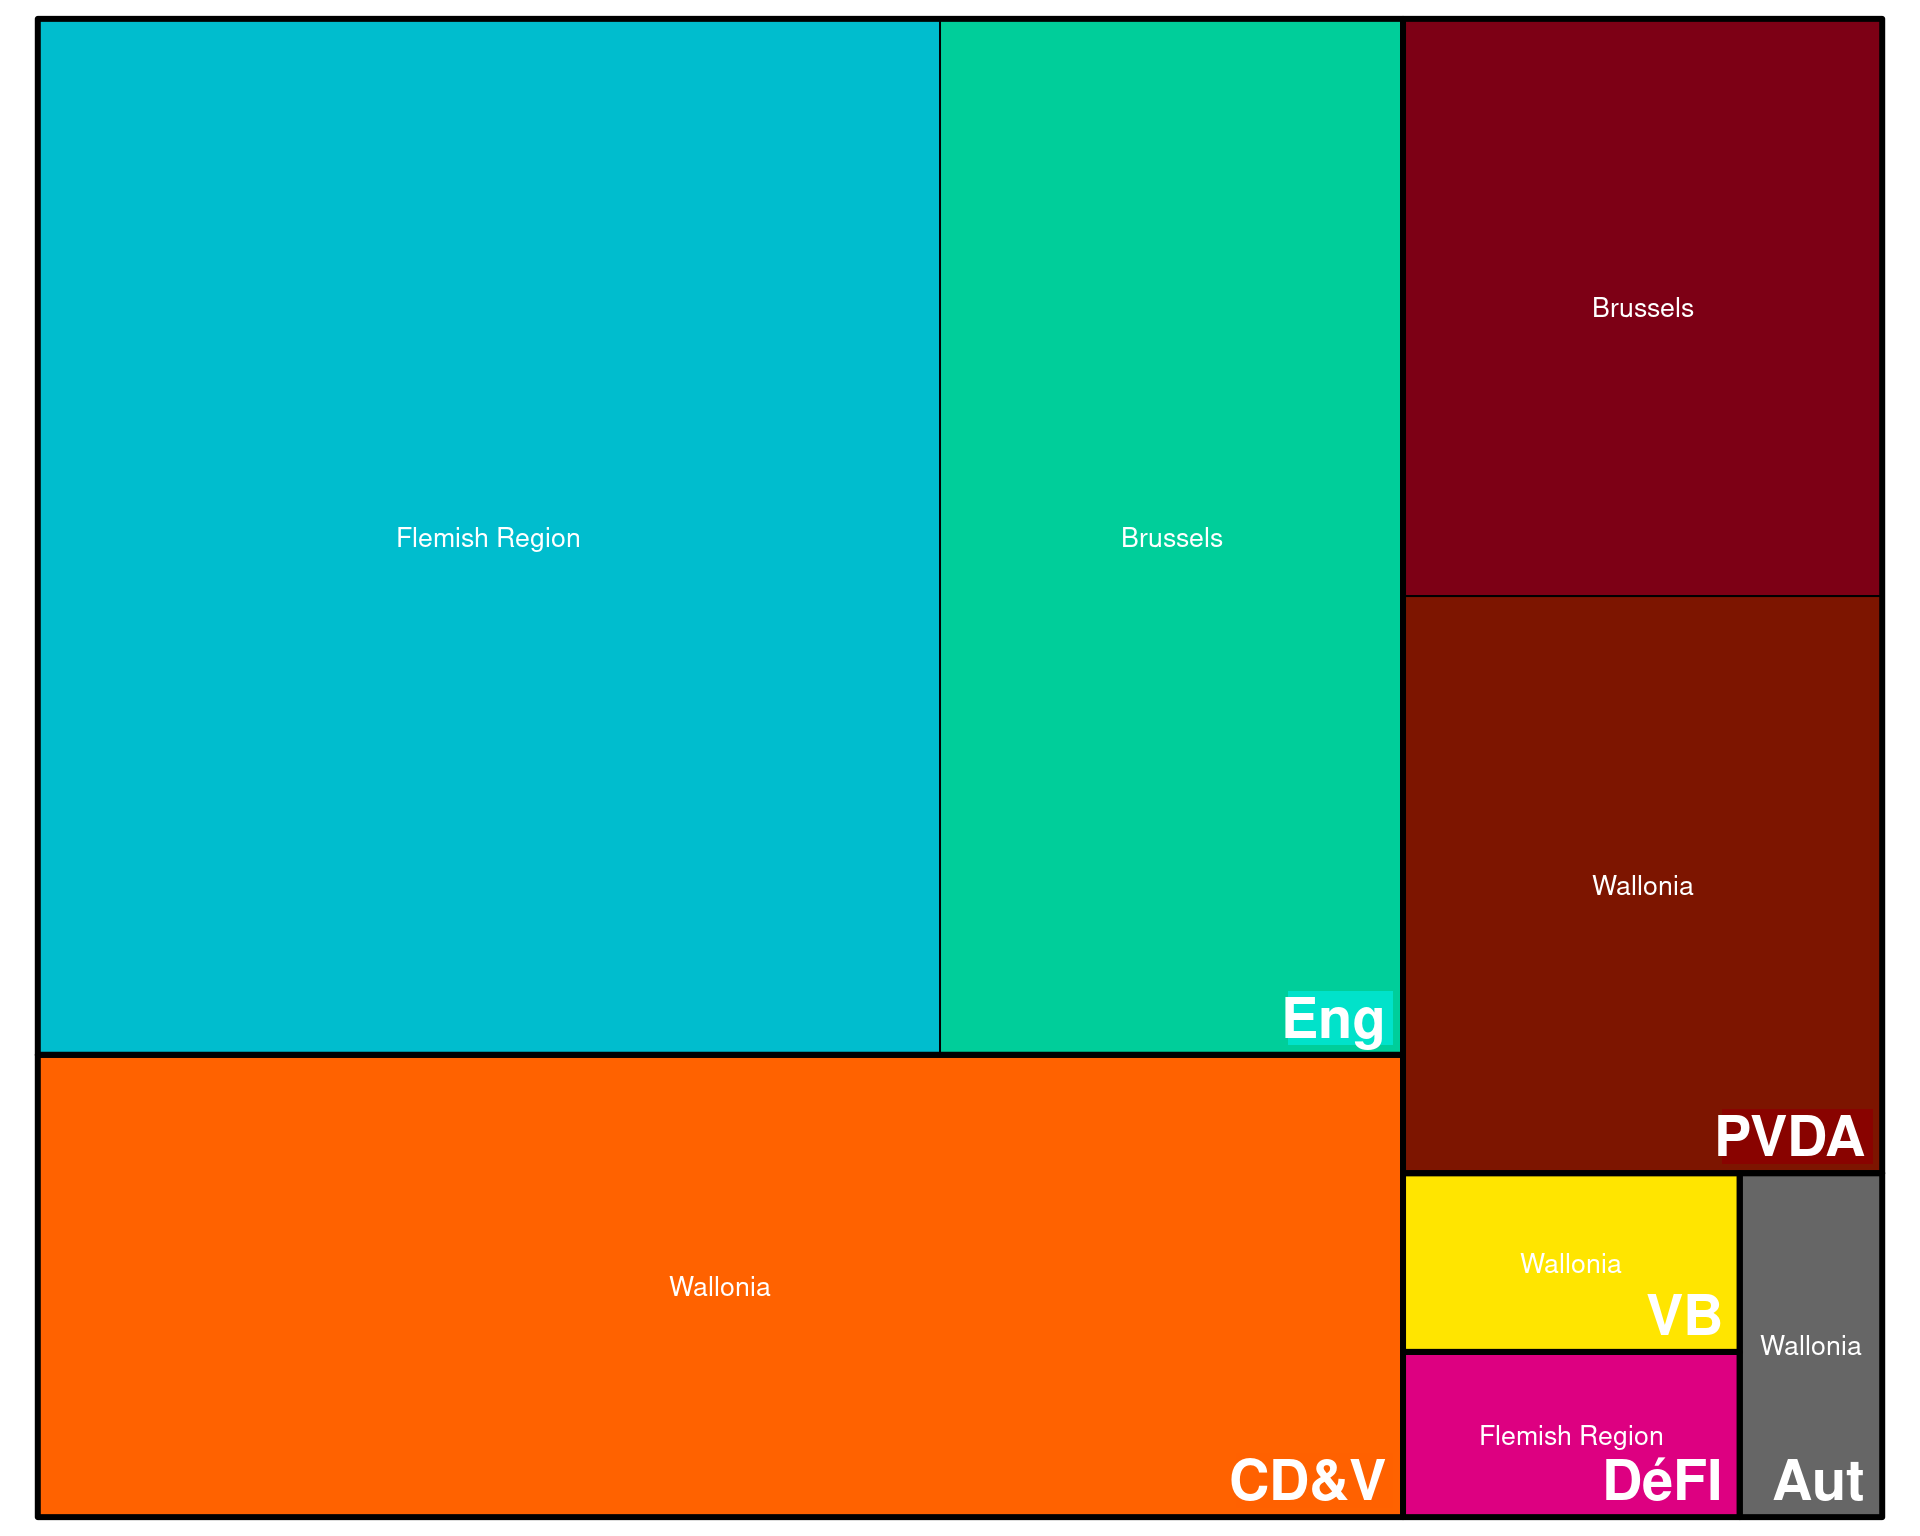 Flemish Region
Brussels
Eng
Wallonia
CD&V
Brussels
Wallonia
PVDA
Wallonia
VB
Flemish Region
DéFI
Wallonia
Aut